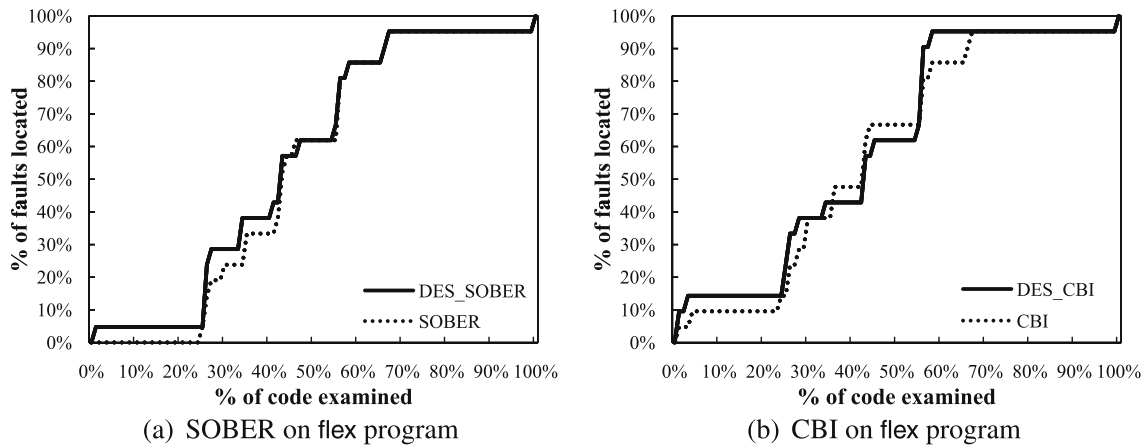 100%
90%
80%
70%
60%
50%
40%
30%
20%
10%
0%
% of faults located
DES_SOBER
SOBER
0% 10% 20% 30% 40% 50% 60% 70% 80% 90% 100%
% of code examined
(a) SOBER on flex program
100%
90%
80%
70%
60%
50%
40%
30%
20%
10%
0%
% of faults located
DES_CBI
CBI
0% 10% 20% 30% 40% 50% 60% 70% 80% 90% 100%
% of code examined
(b) CBI on flex program